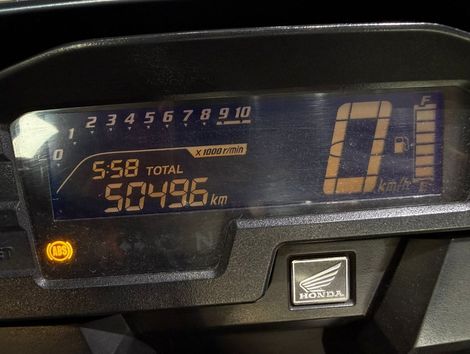 1 2 3 4 5 6 7 8 9 10
0
x 1000 r/min
5:58 TOTAL
50496 km
0 km/h
F
E
ABS
N
HONDA